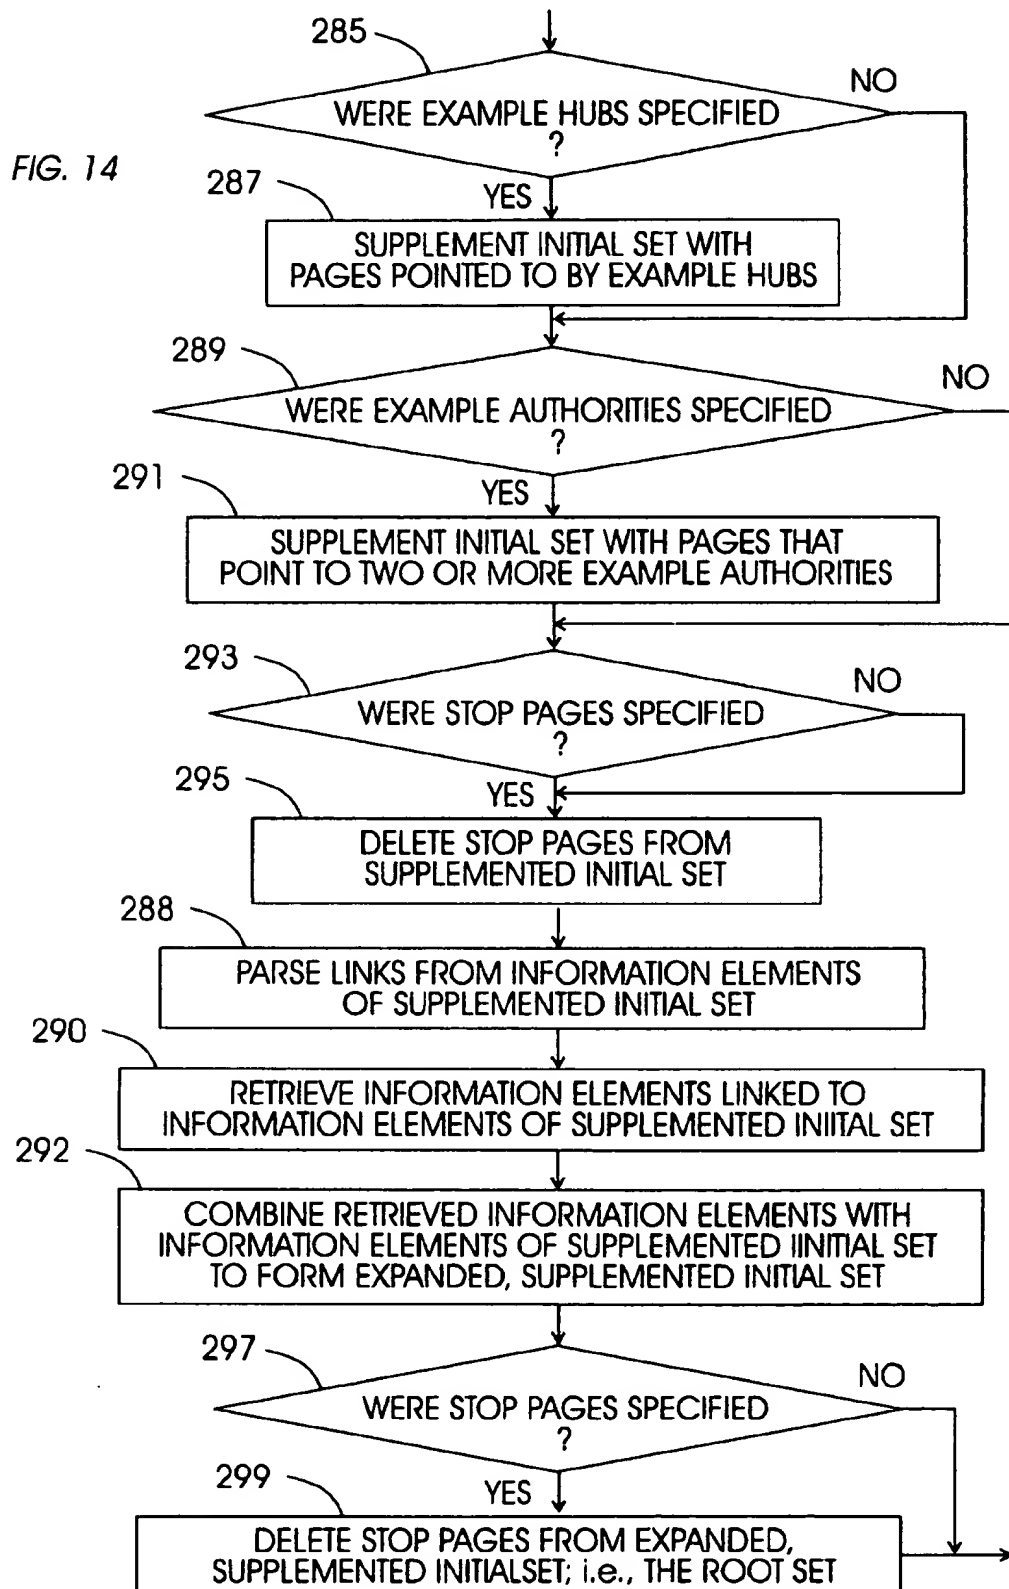 285
NO
WERE EXAMPLE HUBS SPECIFIED
?
FIG. 14
287
YES
SUPPLEMENT INITIAL SET WITH
PAGES POINTED TO BY EXAMPLE HUBS
289
NO
WERE EXAMPLE AUTHORITIES SPECIFIED
?
291
YES
SUPPLEMENT INITIAL SET WITH PAGES THAT
POINT TO TWO OR MORE EXAMPLE AUTHORITIES
293
NO
WERE STOP PAGES SPECIFIED
?
295
YES
DELETE STOP PAGES FROM
SUPPLEMENTED INITIAL SET
288
PARSE LINKS FROM INFORMATION ELEMENTS
OF SUPPLEMENTED INITIAL SET
290
RETRIEVE INFORMATION ELEMENTS LINKED TO
INFORMATION ELEMENTS OF SUPPLEMENTED INIITAL SET
292
COMBINE RETRIEVED INFORMATION ELEMENTS WITH
INFORMATION ELEMENTS OF SUPPLEMENTED IINITIAL SET
TO FORM EXPANDED, SUPPLEMENTED INITIAL SET
297
NO
WERE STOP PAGES SPECIFIED
?
299
YES
DELETE STOP PAGES FROM EXPANDED,
SUPPLEMENTED INITIALSET; i.e., THE ROOT SET